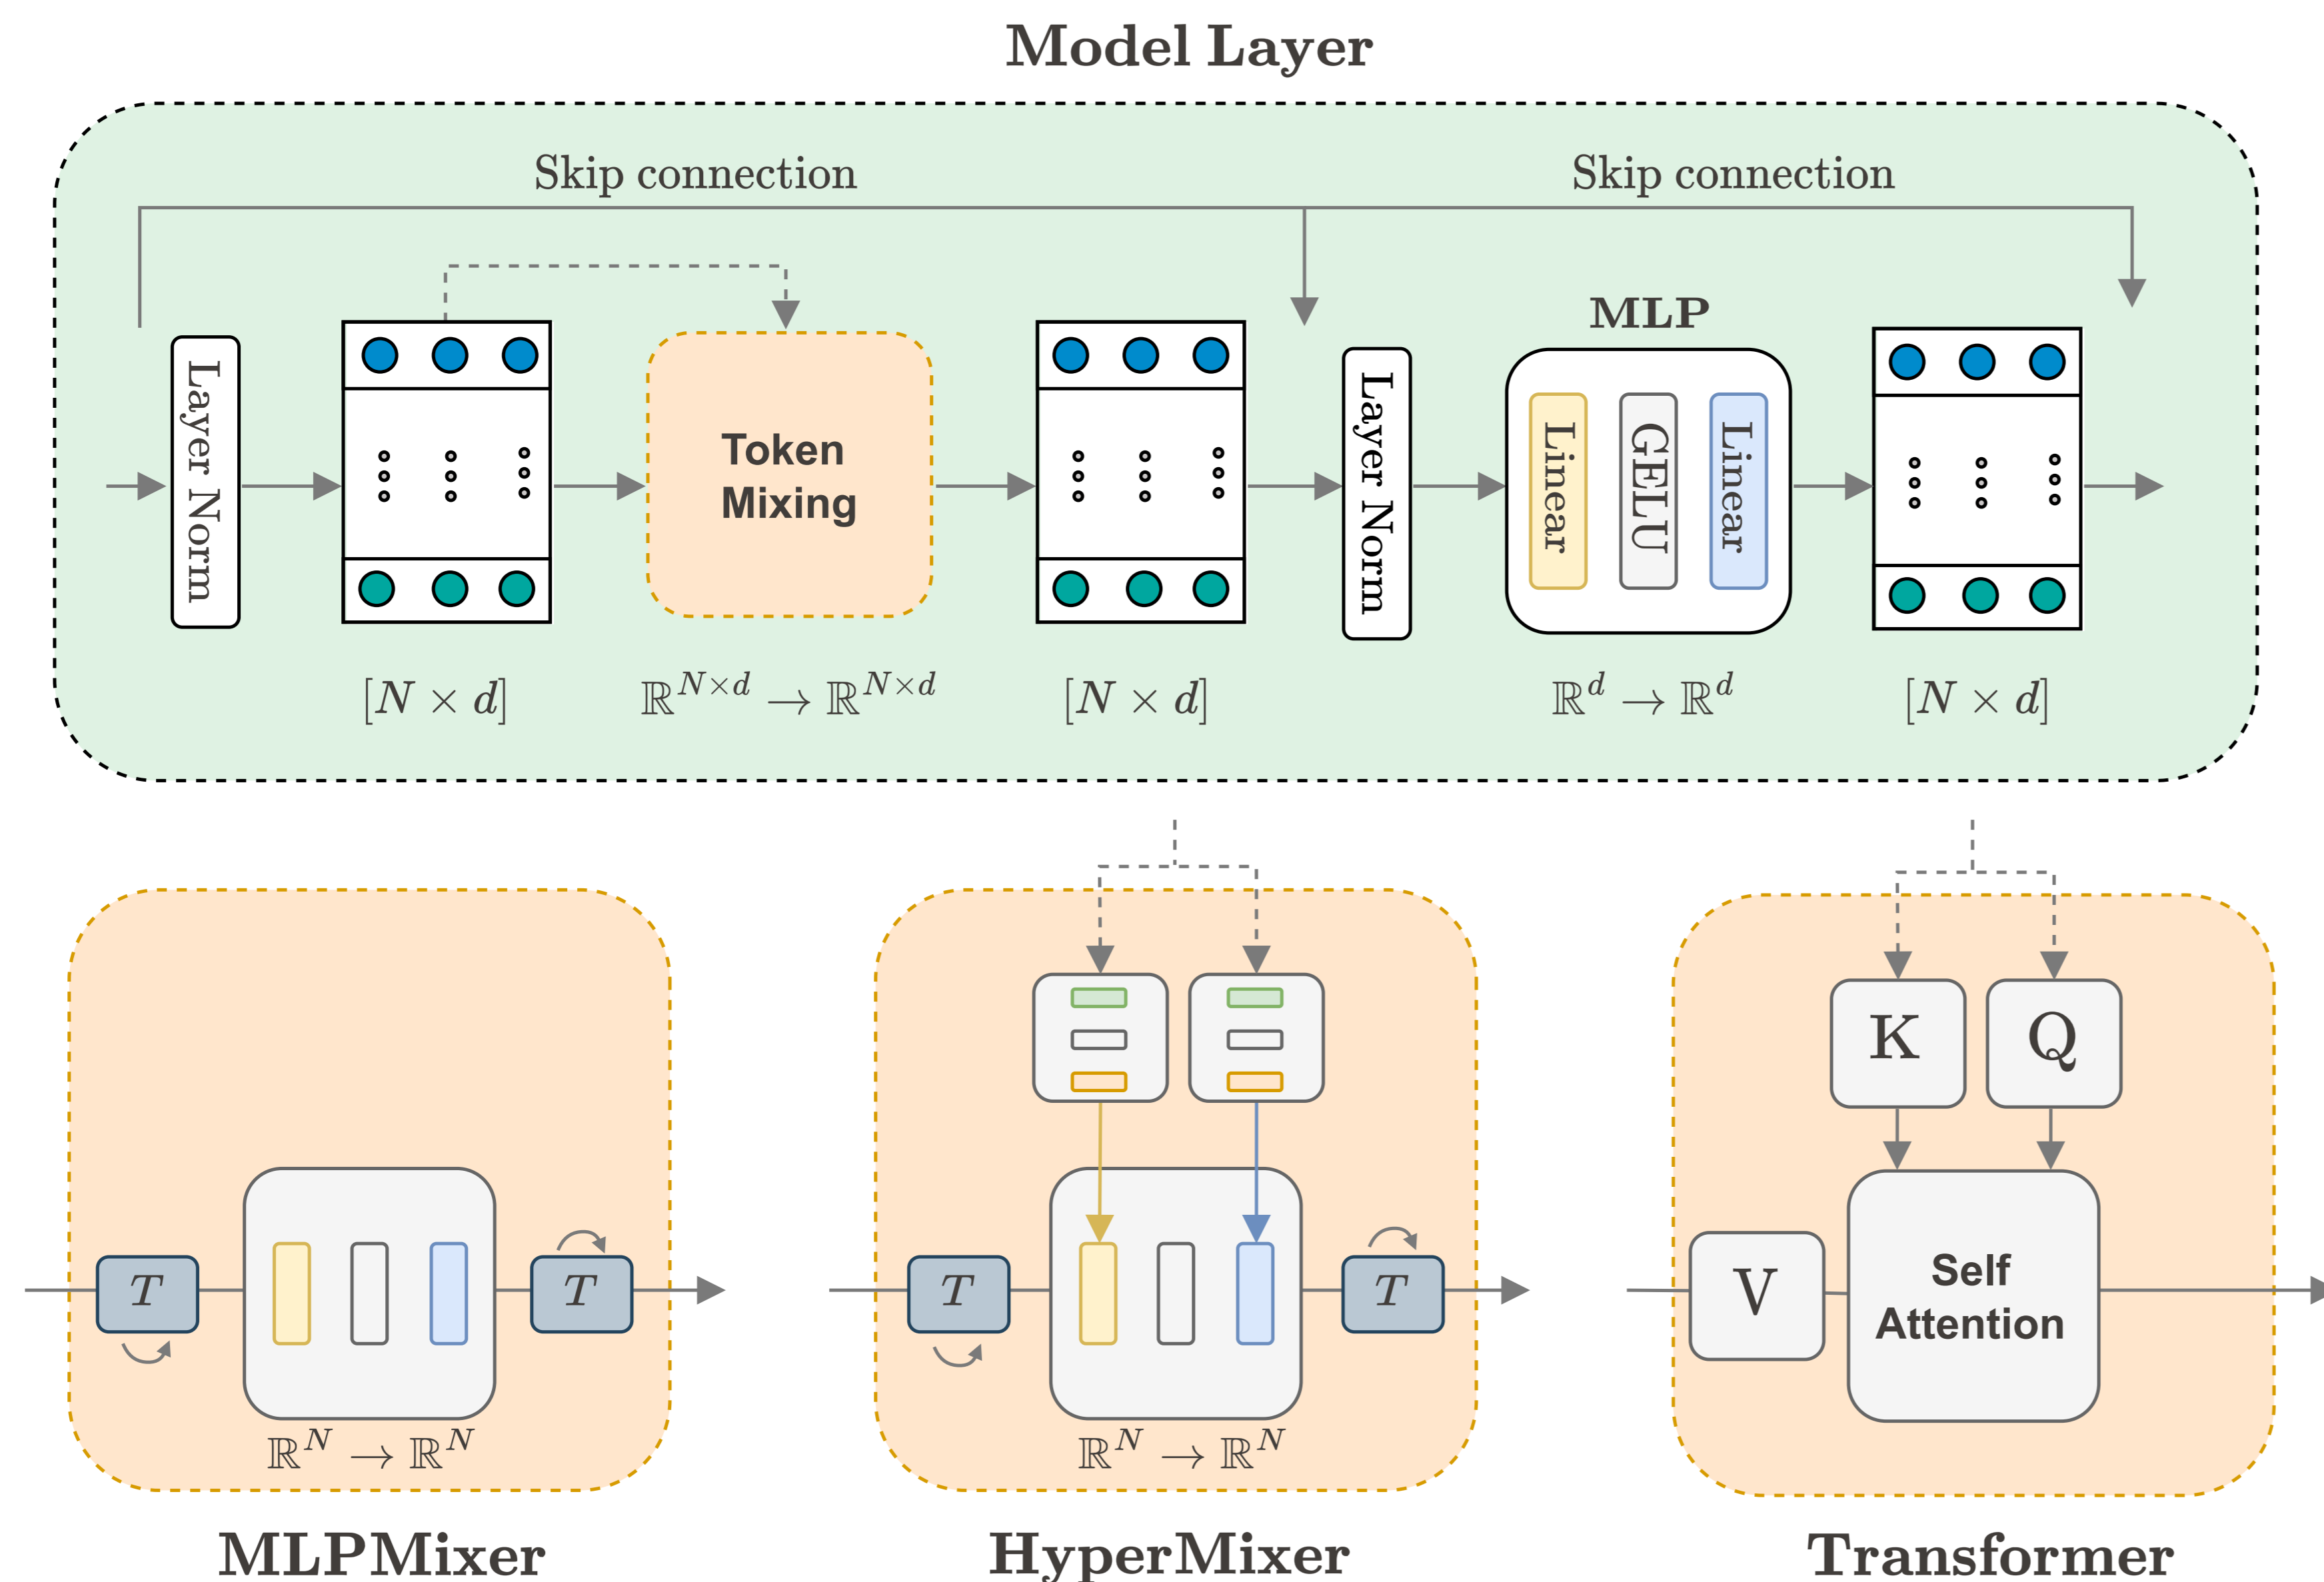 Model Layer
Skip connection
Skip connection
MLP
Layer Norm
Token
Mixing
Layer Norm
Linear
GELU
Linear
[N × d]
ℝ^{N×d} → ℝ^{N×d}
[N × d]
ℝ^d → ℝ^d
[N × d]
K
Q
T
T
T
T
V
Self
Attention
ℝ^N → ℝ^N
ℝ^N → ℝ^N
MLPMixer
HyperMixer
Transformer